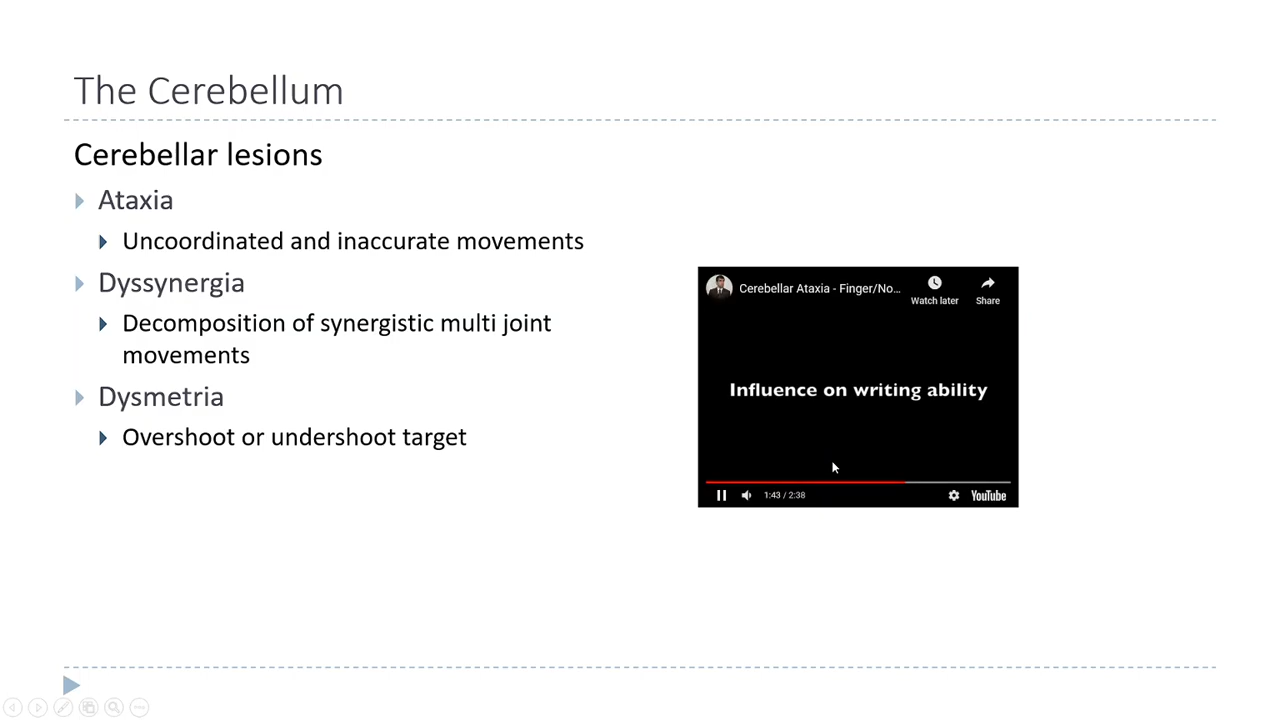 The Cerebellum
Cerebellar lesions
Ataxia
Uncoordinated and inaccurate movements
Dyssynergia
Decomposition of synergistic multi joint
movements
Dysmetria
Overshoot or undershoot target
Cerebellar Ataxia - Finger/No...
Watch later
Share
Influence on writing ability
1:43 / 2:38
YouTube